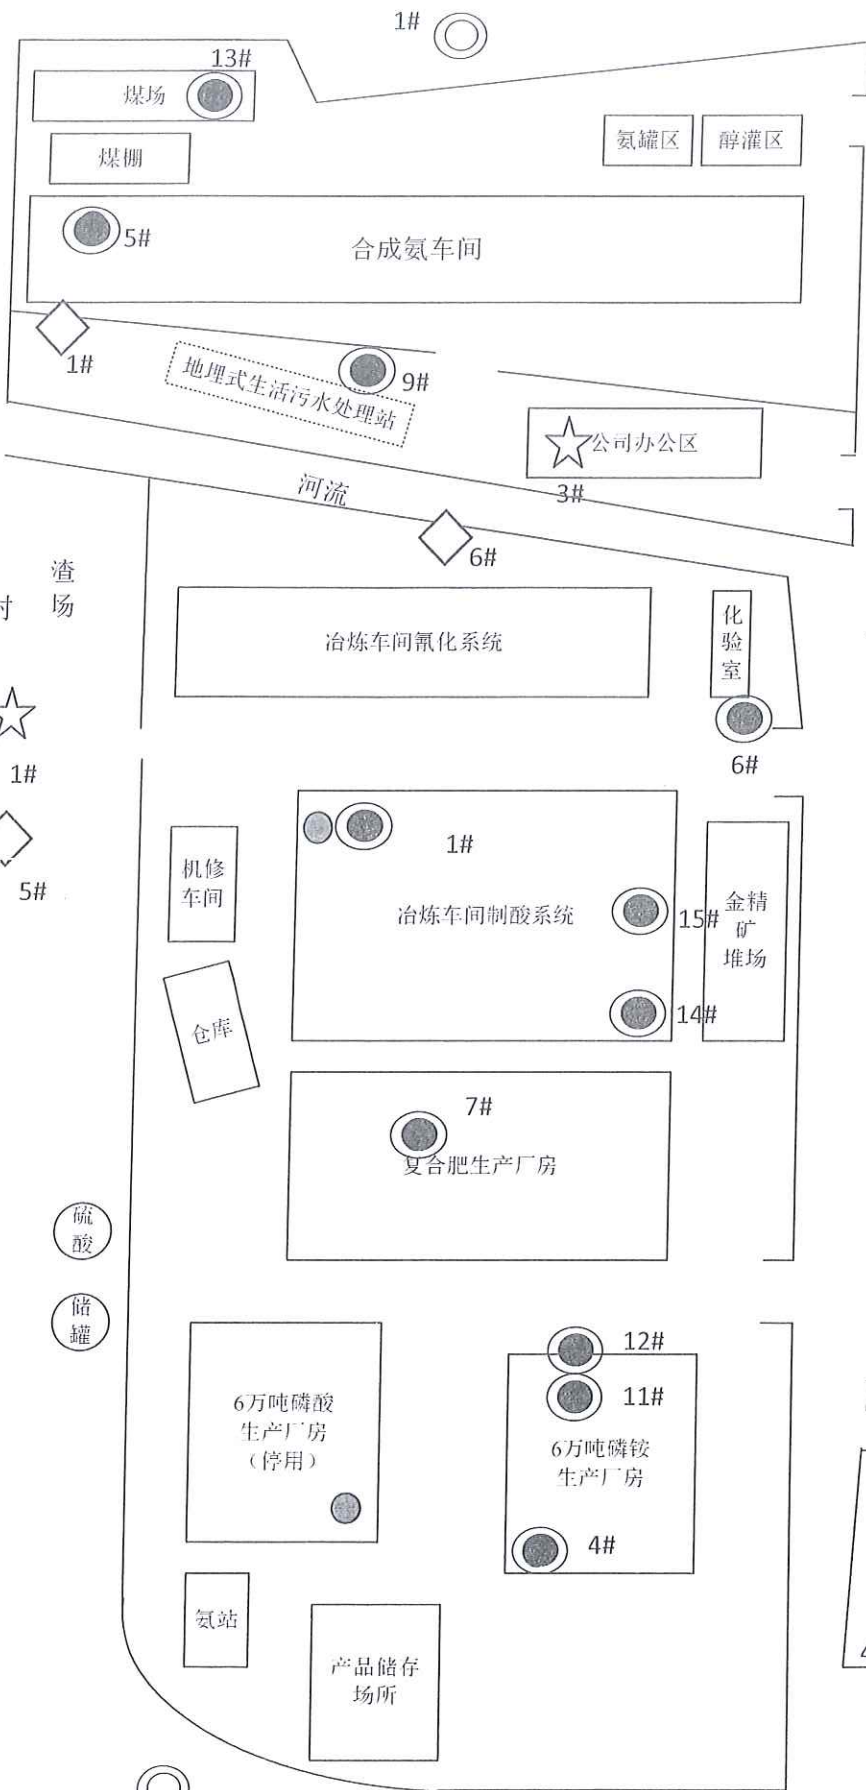 1#
13#
煤场
煤棚
氨罐区
醇灌区
5#
合成氨车间
1#
地埋式生活污水处理站
9#
公司办公区
3#
河流
6#
渣
场
冶炼车间氰化系统
化
验
室
6#
1#
5#
1#
机修
车间
冶炼车间制酸系统
15#
金精
矿
堆场
14#
仓库
7#
复合肥生产厂房
硫
酸
储
罐
12#
11#
6万吨磷酸
生产厂房
（停用）
6万吨磷铵
生产厂房
4#
氨站
产品储存
场所